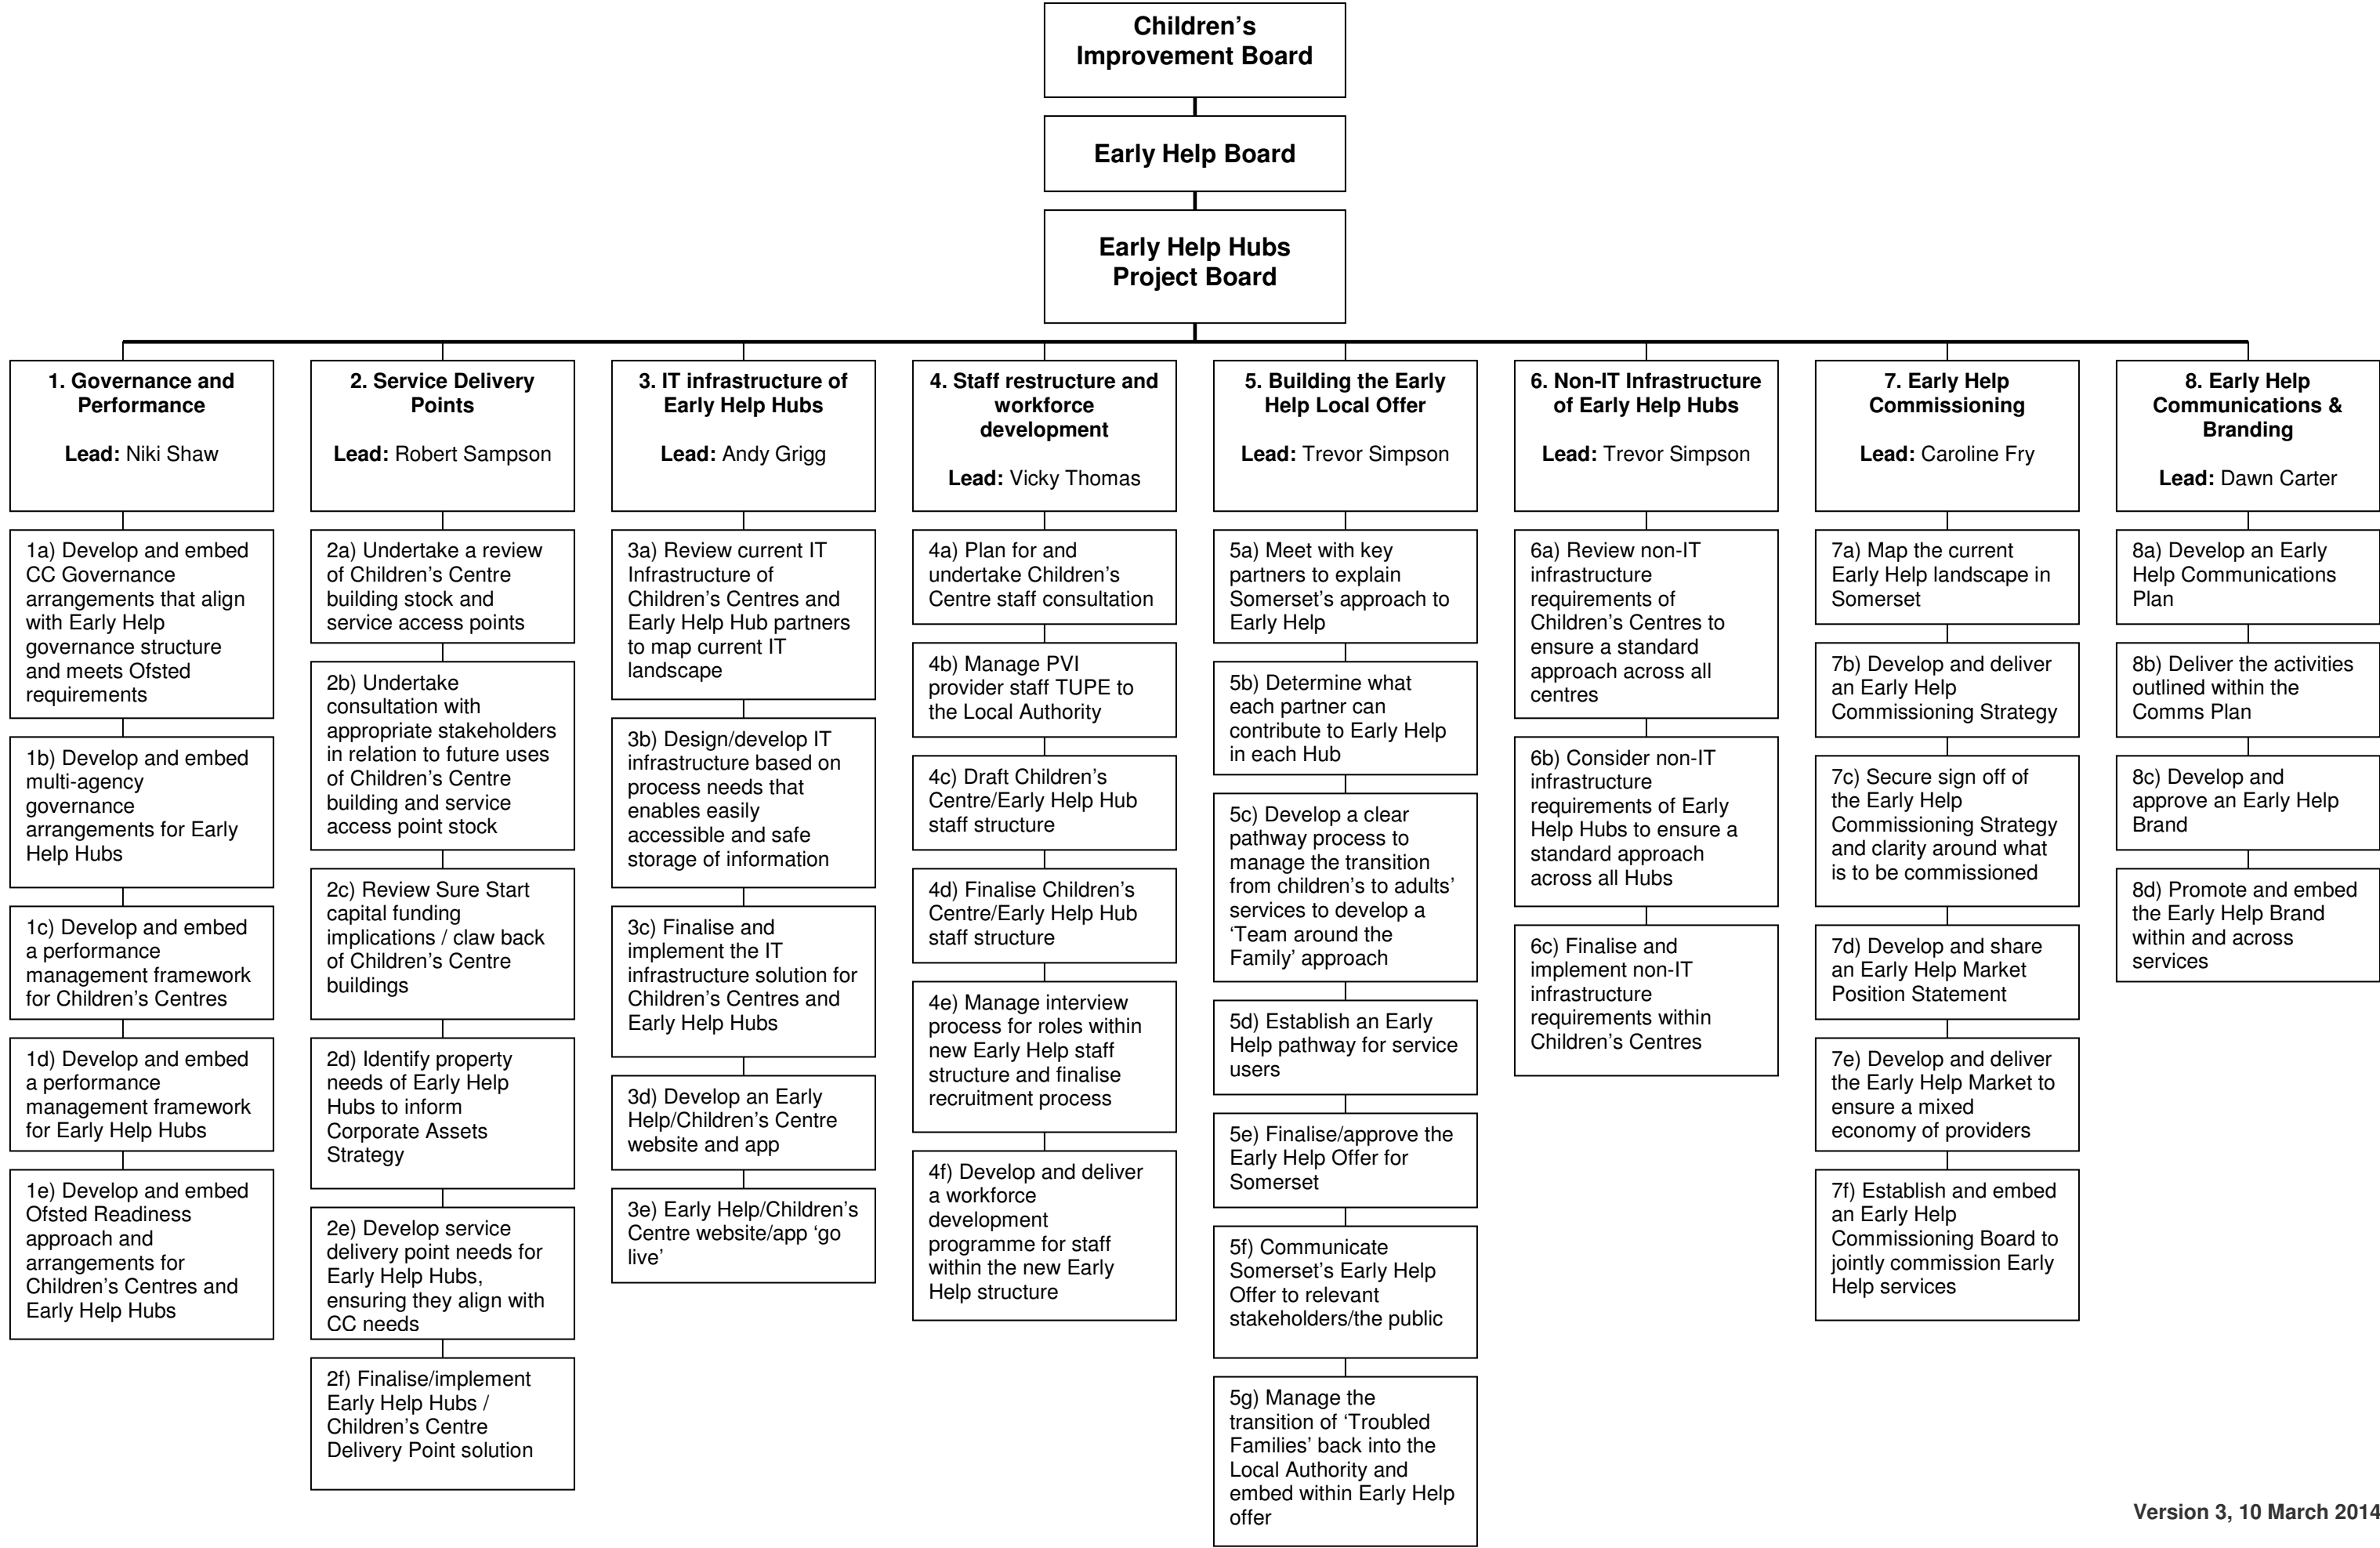 Children’s
Improvement Board
Early Help Board
Early Help Hubs
Project Board
1. Governance and
Performance
Lead: Niki Shaw
1a) Develop and embed
CC Governance
arrangements that align
with Early Help
governance structure
and meets Ofsted
requirements
1b) Develop and embed
multi-agency
governance
arrangements for Early
Help Hubs
1c) Develop and embed
a performance
management framework
for Children’s Centres
1d) Develop and embed
a performance
management framework
for Early Help Hubs
1e) Develop and embed
Ofsted Readiness
approach and
arrangements for
Children’s Centres and
Early Help Hubs
2. Service Delivery
Points
Lead: Robert Sampson
2a) Undertake a review
of Children’s Centre
building stock and
service access points
2b) Undertake
consultation with
appropriate stakeholders
in relation to future uses
of Children’s Centre
building and service
access point stock
2c) Review Sure Start
capital funding
implications / claw back
of Children’s Centre
buildings
2d) Identify property
needs of Early Help
Hubs to inform
Corporate Assets
Strategy
2e) Develop service
delivery point needs for
Early Help Hubs,
ensuring they align with
CC needs
2f) Finalise/implement
Early Help Hubs /
Children’s Centre
Delivery Point solution
3. IT infrastructure of
Early Help Hubs
Lead: Andy Grigg
3a) Review current IT
Infrastructure of
Children’s Centres and
Early Help Hub partners
to map current IT
landscape
3b) Design/develop IT
infrastructure based on
process needs that
enables easily
accessible and safe
storage of information
3c) Finalise and
implement the IT
infrastructure solution for
Children’s Centres and
Early Help Hubs
3d) Develop an Early
Help/Children’s Centre
website and app
3e) Early Help/Children’s
Centre website/app ‘go
live’
4. Staff restructure and
workforce
development
Lead: Vicky Thomas
4a) Plan for and
undertake Children’s
Centre staff consultation
4b) Manage PVI
provider staff TUPE to
the Local Authority
4c) Draft Children’s
Centre/Early Help Hub
staff structure
4d) Finalise Children’s
Centre/Early Help Hub
staff structure
4e) Manage interview
process for roles within
new Early Help staff
structure and finalise
recruitment process
4f) Develop and deliver
a workforce
development
programme for staff
within the new Early
Help structure
5. Building the Early
Help Local Offer
Lead: Trevor Simpson
5a) Meet with key
partners to explain
Somerset’s approach to
Early Help
5b) Determine what
each partner can
contribute to Early Help
in each Hub
5c) Develop a clear
pathway process to
manage the transition
from children’s to adults’
services to develop a
‘Team around the
Family’ approach
5d) Establish an Early
Help pathway for service
users
5e) Finalise/approve the
Early Help Offer for
Somerset
5f) Communicate
Somerset’s Early Help
Offer to relevant
stakeholders/the public
5g) Manage the
transition of ‘Troubled
Families’ back into the
Local Authority and
embed within Early Help
offer
6. Non-IT Infrastructure
of Early Help Hubs
Lead: Trevor Simpson
6a) Review non-IT
infrastructure
requirements of
Children’s Centres to
ensure a standard
approach across all
centres
6b) Consider non-IT
infrastructure
requirements of Early
Help Hubs to ensure a
standard approach
across all Hubs
6c) Finalise and
implement non-IT
infrastructure
requirements within
Children’s Centres
7. Early Help
Commissioning
Lead: Caroline Fry
7a) Map the current
Early Help landscape in
Somerset
7b) Develop and deliver
an Early Help
Commissioning Strategy
7c) Secure sign off of
the Early Help
Commissioning Strategy
and clarity around what
is to be commissioned
7d) Develop and share
an Early Help Market
Position Statement
7e) Develop and deliver
the Early Help Market to
ensure a mixed
economy of providers
7f) Establish and embed
an Early Help
Commissioning Board to
jointly commission Early
Help services
8. Early Help
Communications &
Branding
Lead: Dawn Carter
8a) Develop an Early
Help Communications
Plan
8b) Deliver the activities
outlined within the
Comms Plan
8c) Develop and
approve an Early Help
Brand
8d) Promote and embed
the Early Help Brand
within and across
services
Version 3, 10 March 2014